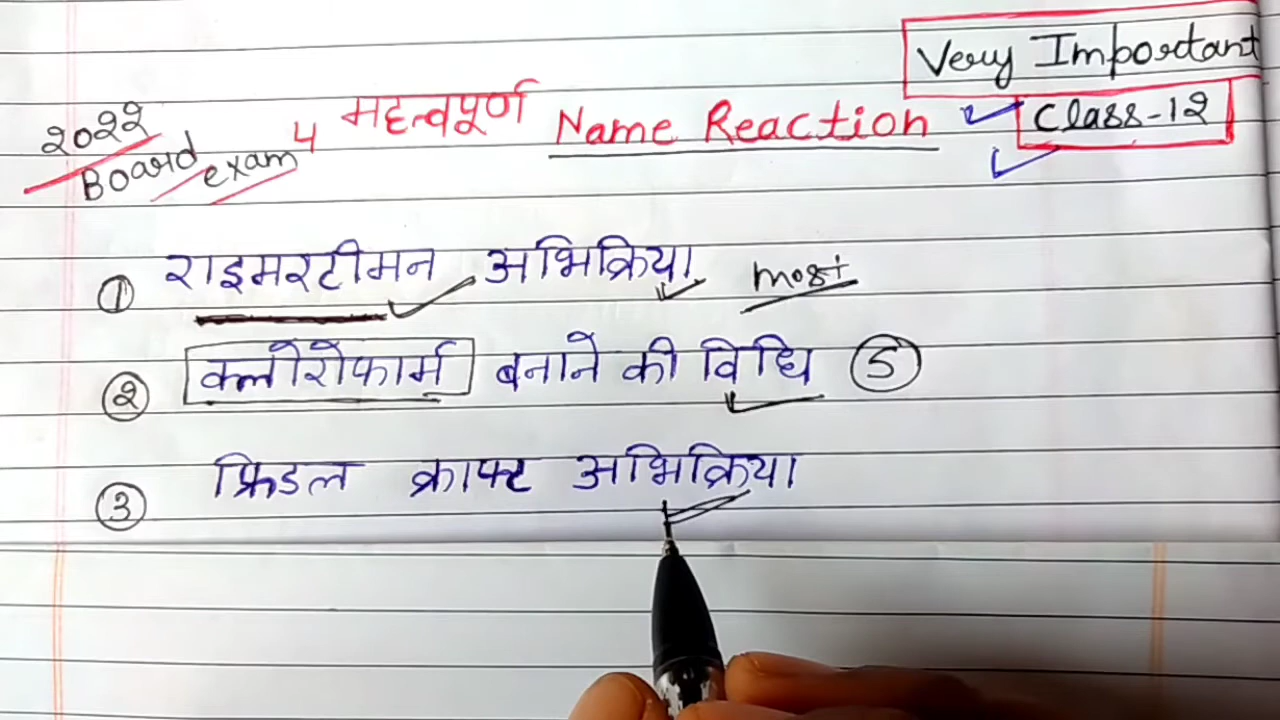 Very Important
2022 Board exam
4 महत्वपूर्ण Name Reaction
Class-12
① राइमरटीमन अभिक्रिया most
② क्लोरोफार्म बनाने की विधि ⑤
③ फ्रिडल क्राफ्ट अभिक्रिया